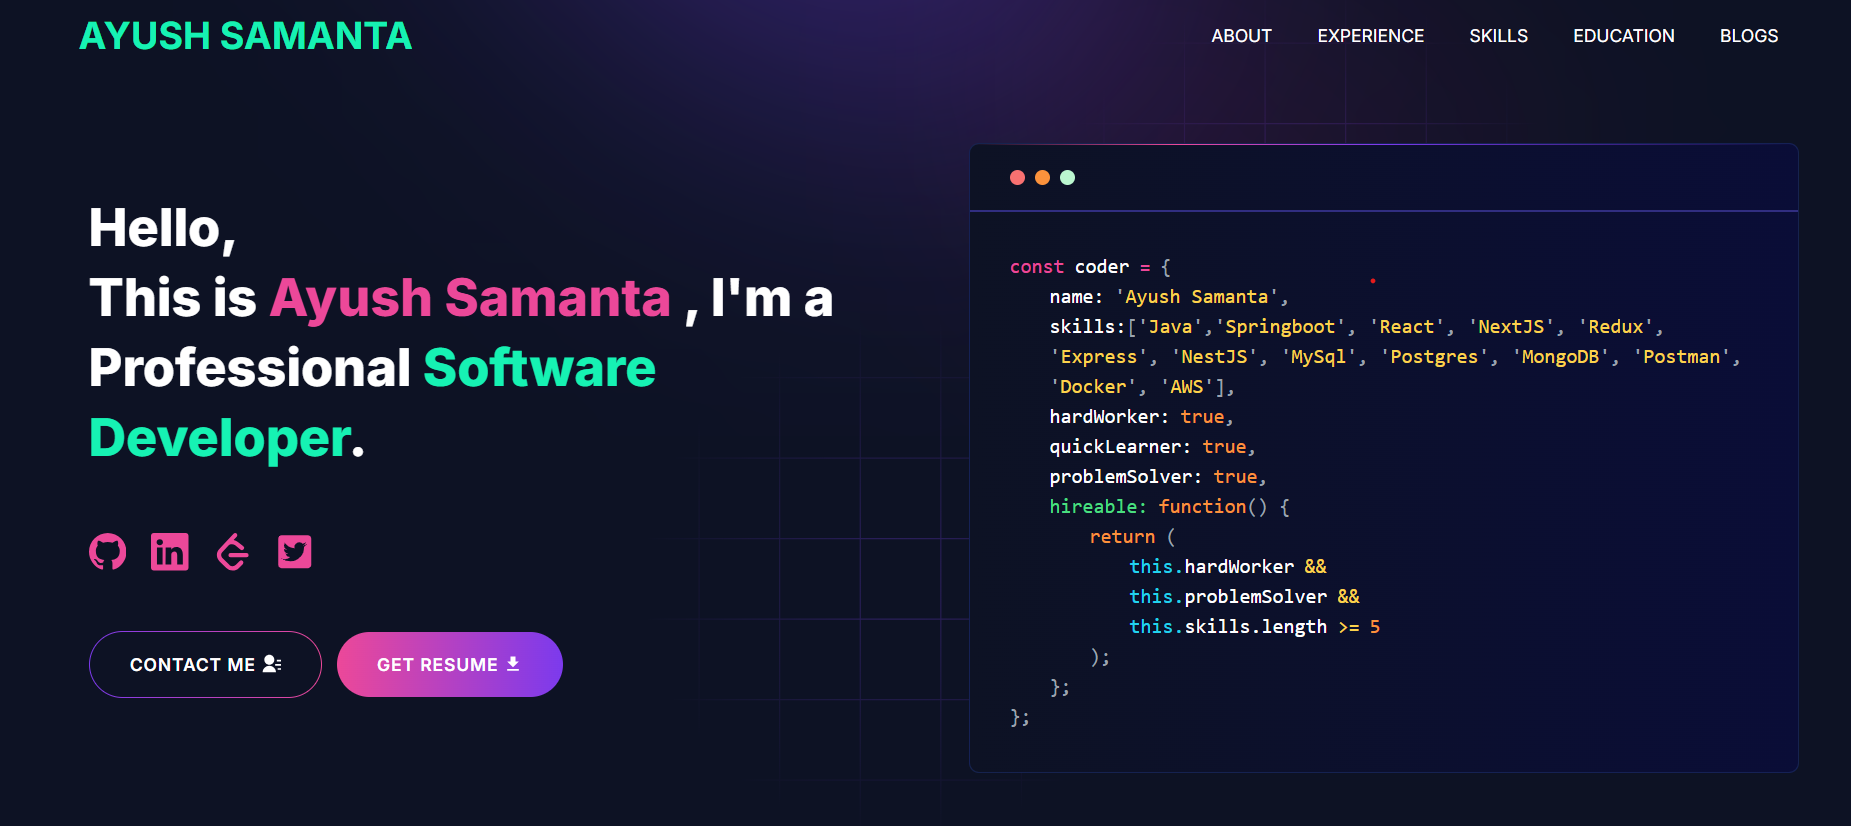 AYUSH SAMANTA
ABOUT EXPERIENCE SKILLS EDUCATION BLOGS
Hello,
This is Ayush Samanta , I'm a
Professional Software
Developer.
CONTACT ME
GET RESUME
const coder = {
name: 'Ayush Samanta',
skills:['Java','Springboot', 'React', 'NextJS', 'Redux',
'Express', 'NestJS', 'MySql', 'Postgres', 'MongoDB', 'Postman',
'Docker', 'AWS'],
hardWorker: true,
quickLearner: true,
problemSolver: true,
hireable: function() {
return (
this.hardWorker &&
this.problemSolver &&
this.skills.length >= 5
);
};
};